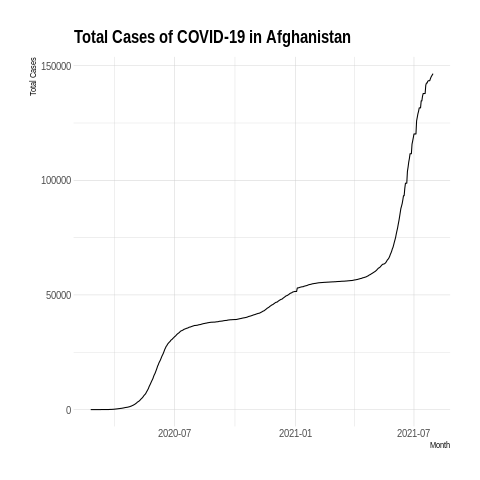 Total Cases of COVID-19 in Afghanistan
Total Cases
150000
100000
50000
0
2020-07
2021-01
2021-07
Month